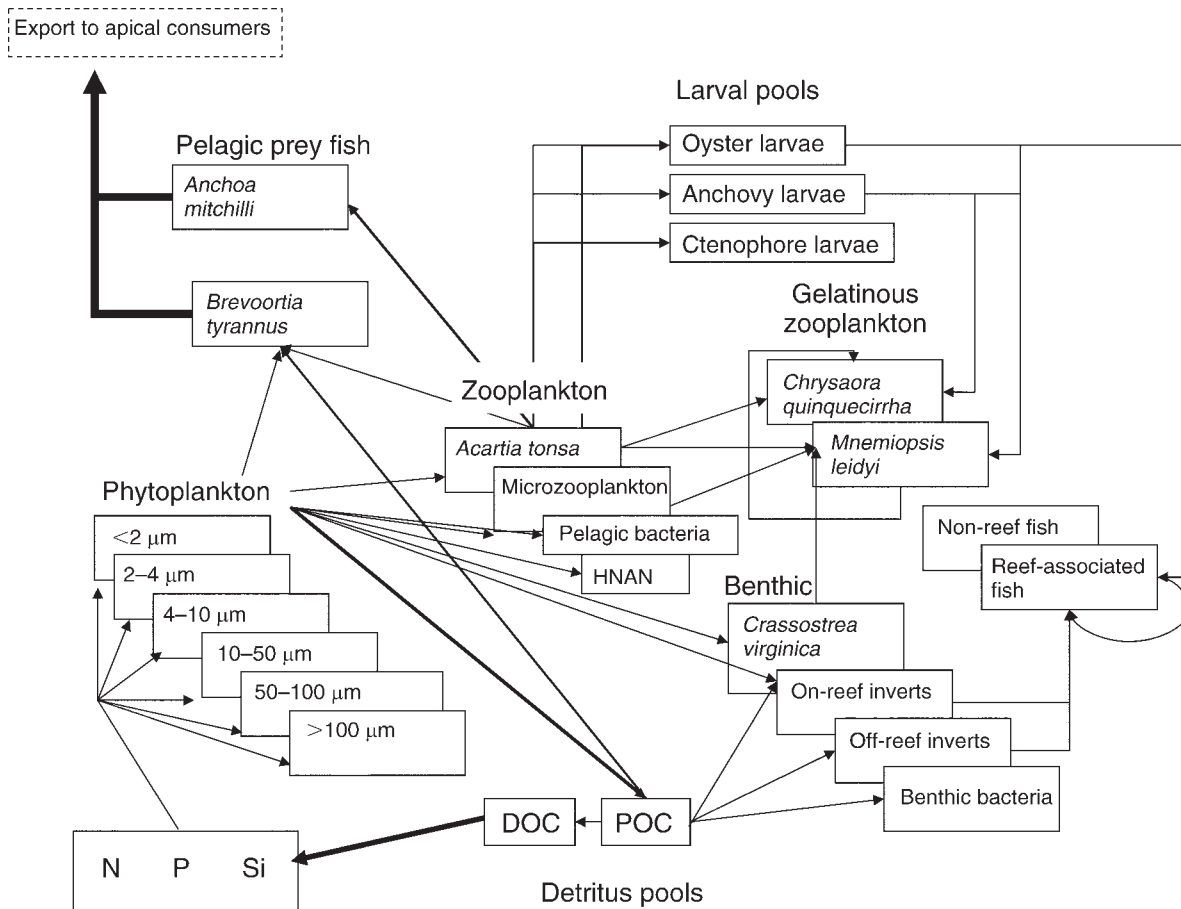 Export to apical consumers
Larval pools
Oyster larvae
Anchovy larvae
Ctenophore larvae
Pelagic prey fish
Anchoa
mitchilli
Brevoortia
tyrannus
Gelatinous
zooplankton
Chrysaora
quinquecirrha
Mnemiopsis
leidyi
Zooplankton
Acartia tonsa
Microzooplankton
Pelagic bacteria
HNAN
Phytoplankton
<2 μm
2–4 μm
4–10 μm
10–50 μm
50–100 μm
>100 μm
Non-reef fish
Reef-associated
fish
Benthic
Crassostrea
virginica
On-reef inverts
Off-reef inverts
Benthic bacteria
DOC
POC
N P Si
Detritus pools